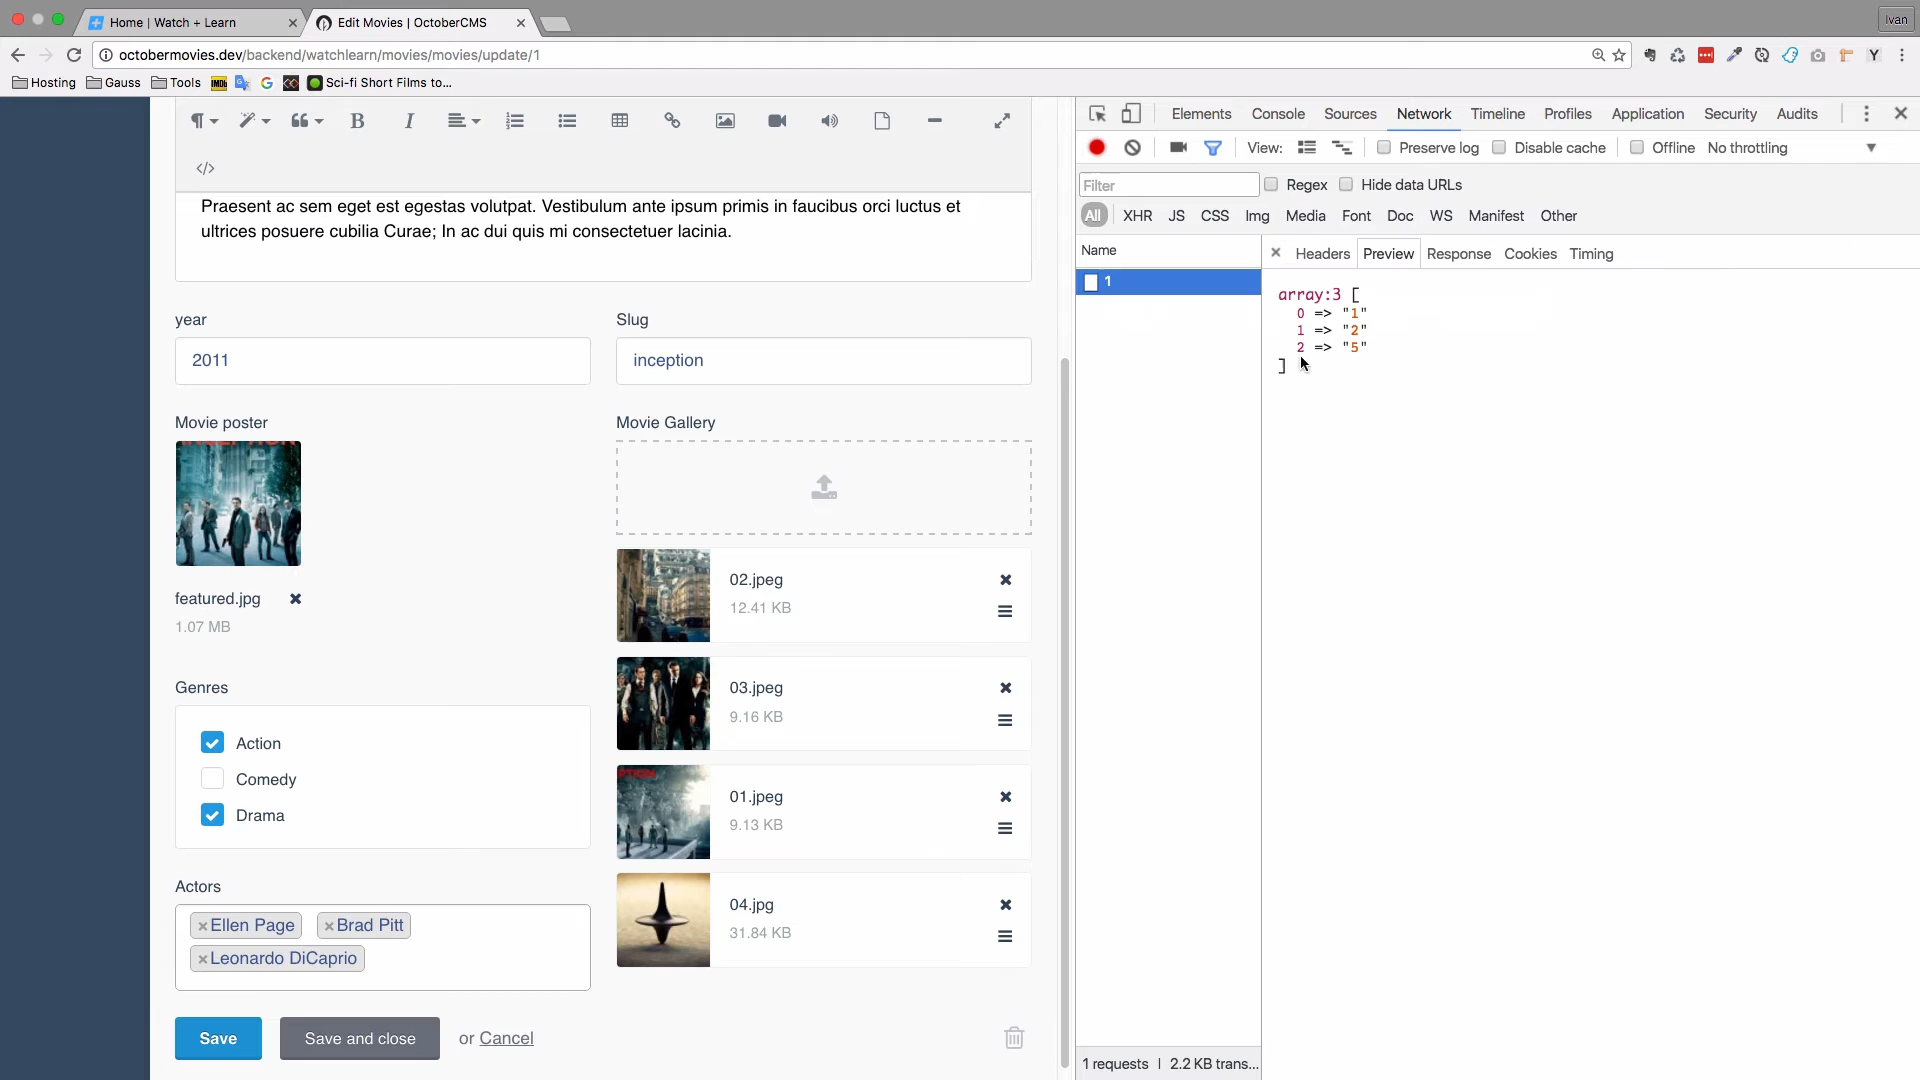 Home | Watch + Learn
Edit Movies | OctoberCMS
Ivan
octobermovies.dev/backend/watchlearn/movies/movies/update/1
Hosting
Gauss
Tools
IMDb
Sci-fi Short Films to...
B
I
Praesent ac sem eget est egestas volutpat. Vestibulum ante ipsum primis in faucibus orci luctus et
ultrices posuere cubilia Curae; In ac dui quis mi consectetuer lacinia.
year
Slug
2011
inception
Movie poster
Movie Gallery
featured.jpg
1.07 MB
02.jpeg
12.41 KB
03.jpeg
9.16 KB
01.jpeg
9.13 KB
04.jpg
31.84 KB
Genres
Action
Comedy
Drama
Actors
×Ellen Page ×Brad Pitt
×Leonardo DiCaprio
Save
Save and close
or Cancel
Elements Console Sources Network Timeline Profiles Application Security Audits
View: Preserve log Disable cache Offline No throttling
Filter Regex Hide data URLs
All XHR JS CSS Img Media Font Doc WS Manifest Other
Name
1
Headers Preview Response Cookies Timing
array:3 [
0 => "1"
1 => "2"
2 => "5"
]
1 requests | 2.2 KB trans...